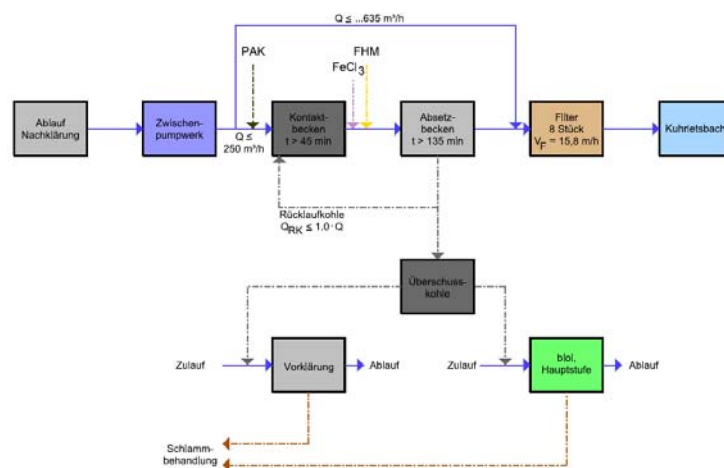 Q ≤ ...635 m³/h
PAK
FHM
FeCl3
Ablauf
Nachklärung
Zwischen-
pumpwerk
Q ≤
250 m³/h
Kontakt-
becken
t > 45 min
Absetz-
becken
t > 135 min
Filter
8 Stück
VF = 15,8 m/h
Kuhrietsbach
Rücklaufkohle
QRK ≤ 1.0·Q
Überschuss-
kohle
Zulauf
Vorklärung
Ablauf
Zulauf
biol.
Hauptstufe
Ablauf
Schlamm-
behandlung